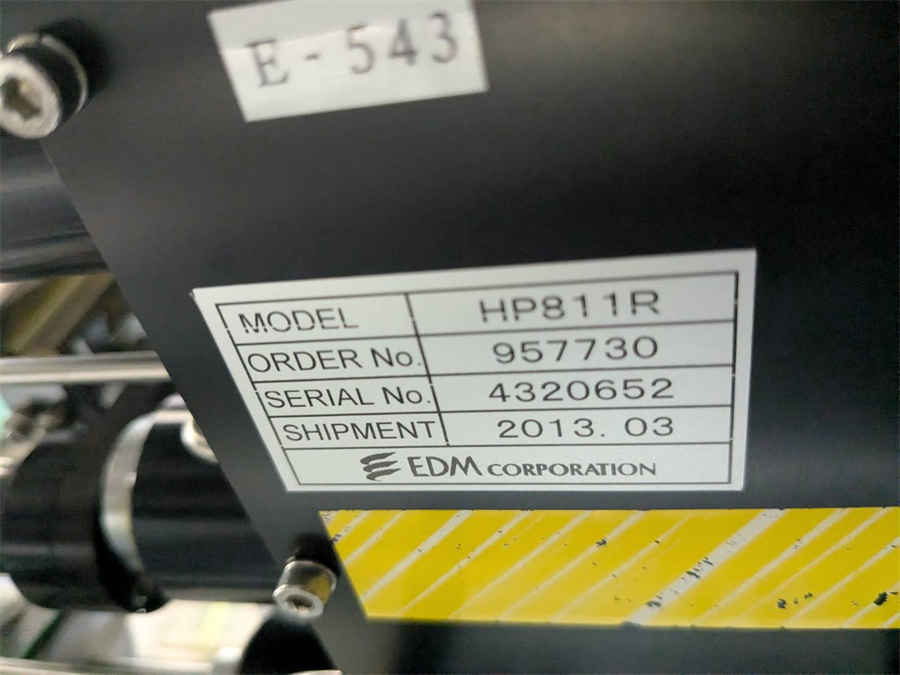 E-543
MODEL HP811R
ORDER No. 957730
SERIAL No. 4320652
SHIPMENT 2013. 03
EDM CORPORATION